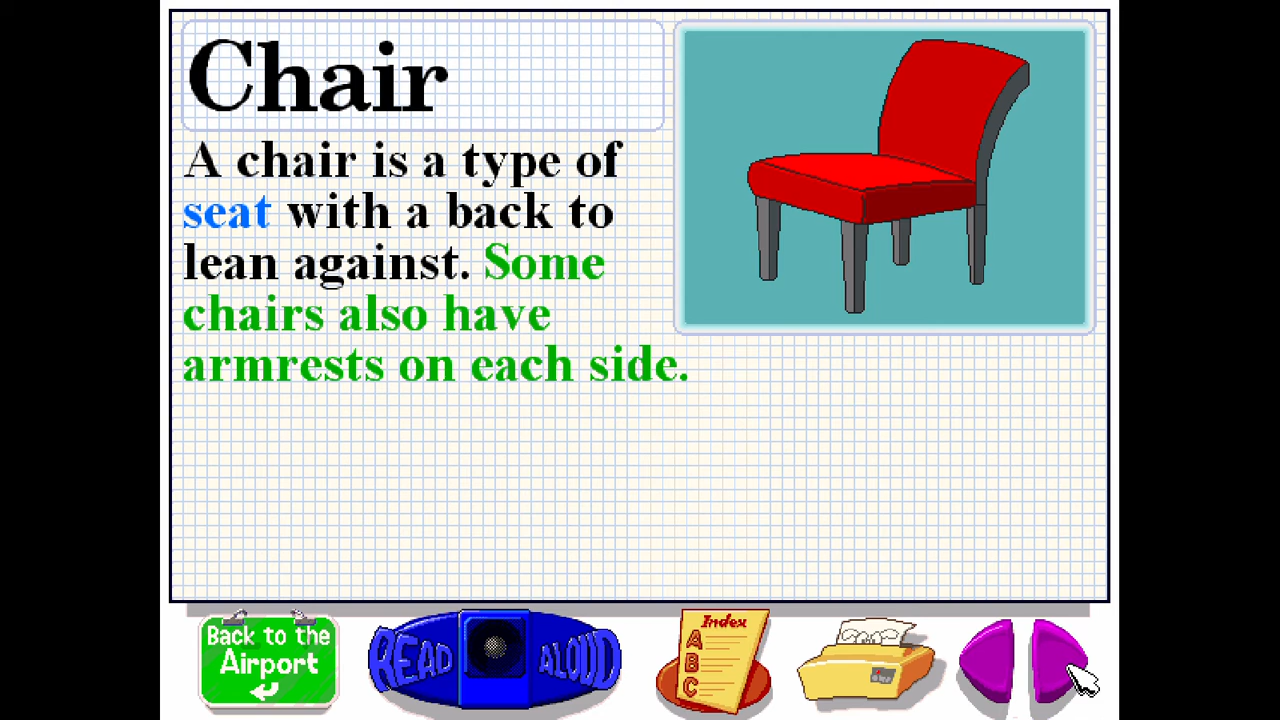 Chair
A chair is a type of
seat with a back to
lean against. Some
chairs also have
armrests on each side.
Back to the
Airport
READ ALOUD
Index
A
B
C